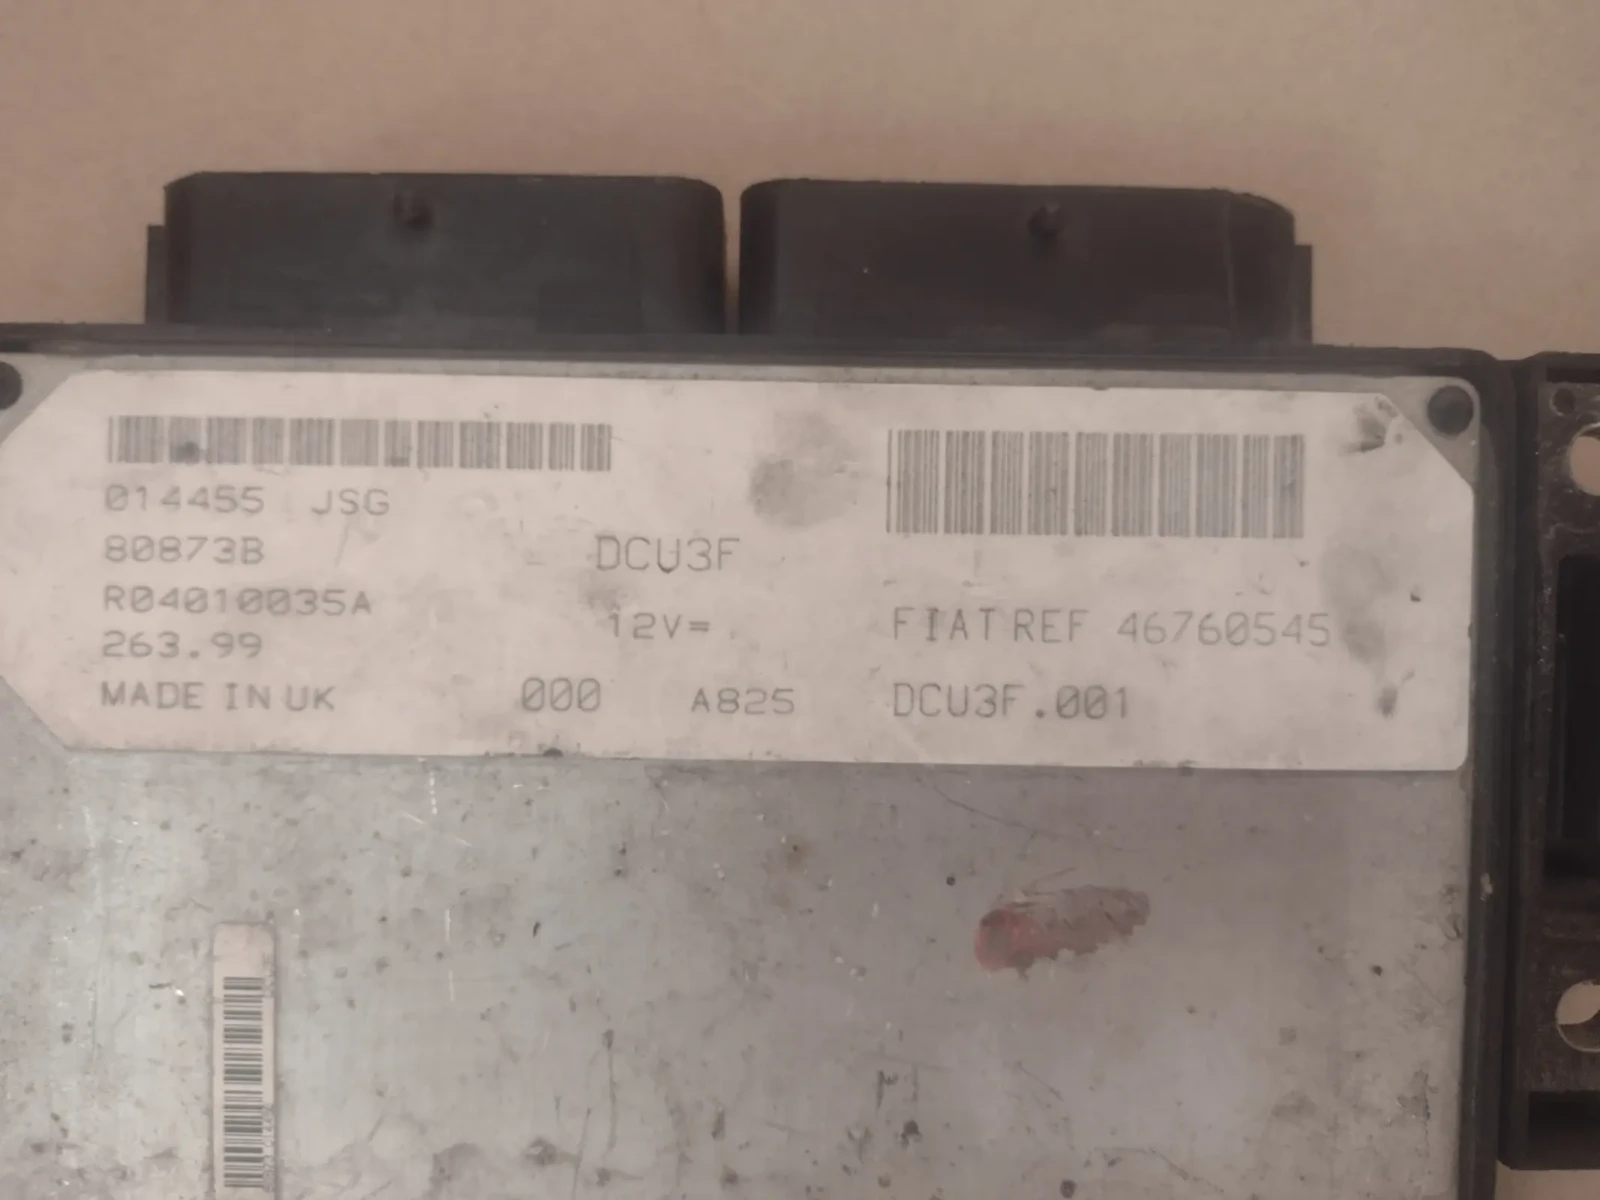 014455 JSG
80873B
DCU3F
R04010035A
12V=
FIAT REF 46760545
263.99
MADE IN UK
000
A825
DCU3F.001